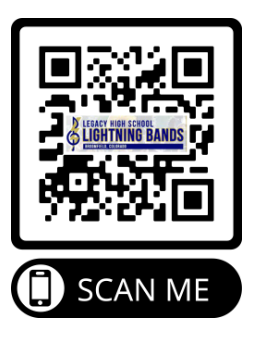 LEGACY HIGH SCHOOL
LIGHTNING BANDS
BROOMFIELD, COLORADO
SCAN ME